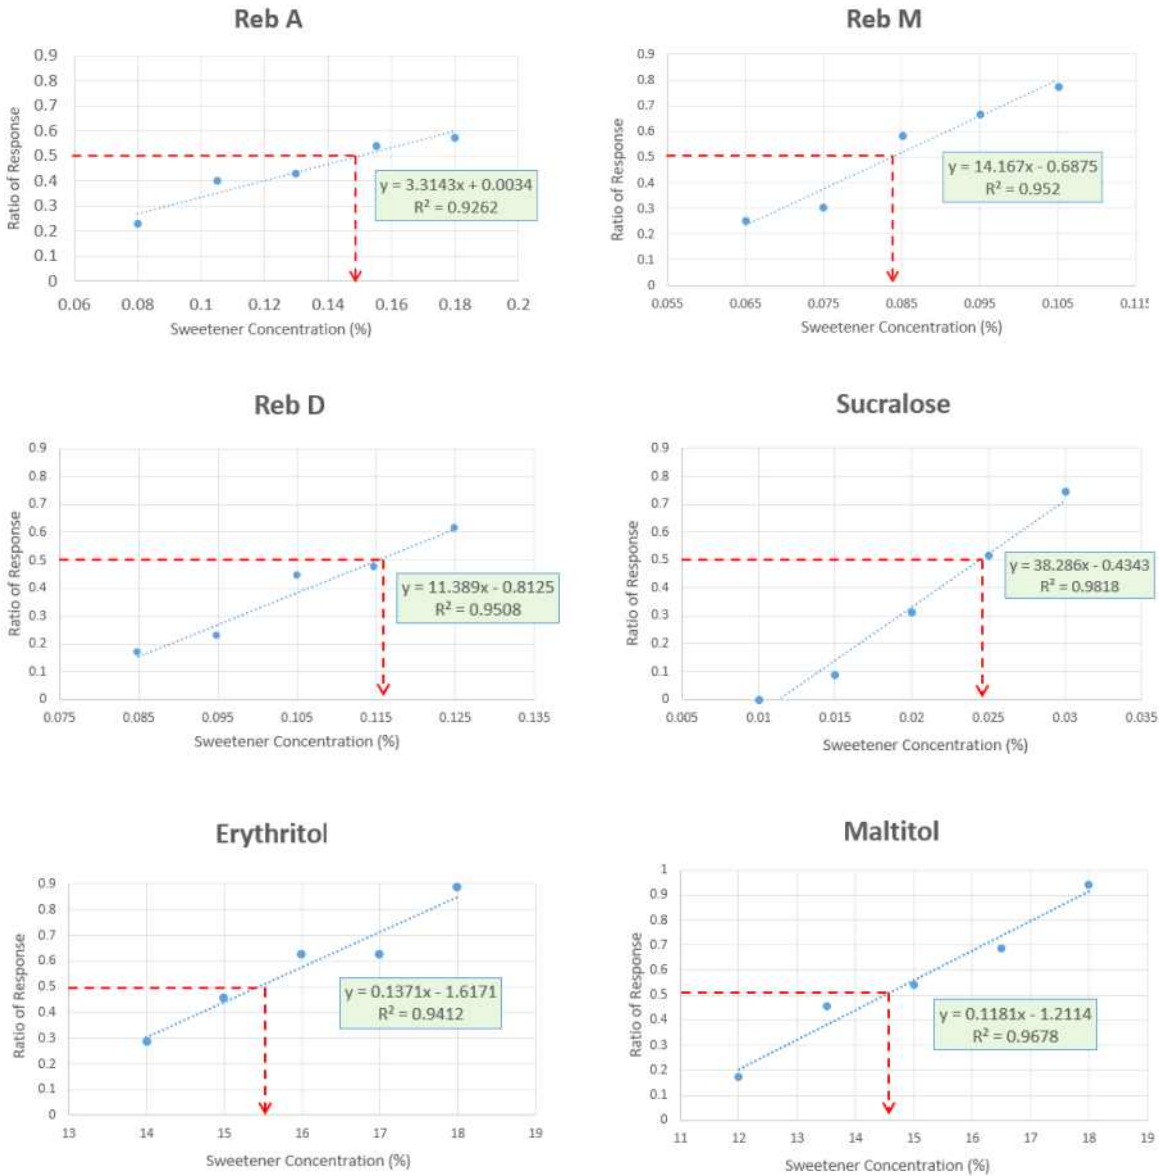 Reb A
Ratio of Response
0.9
0.8
0.7
0.6
0.5
0.4
0.3
0.2
0.1
0
y = 3.3143x + 0.0034
R² = 0.9262
0.06 0.08 0.1 0.12 0.14 0.16 0.18 0.2
Sweetener Concentration (%)
Reb M
Ratio of Response
0.9
0.8
0.7
0.6
0.5
0.4
0.3
0.2
0.1
0
y = 14.167x - 0.6875
R² = 0.952
0.055 0.065 0.075 0.085 0.095 0.105 0.115
Sweetener Concentration (%)
Reb D
Ratio of Response
0.9
0.8
0.7
0.6
0.5
0.4
0.3
0.2
0.1
0
y = 11.389x - 0.8125
R² = 0.9508
0.075 0.085 0.095 0.105 0.115 0.125 0.135
Sweetener Concentration (%)
Sucralose
Ratio of Response
0.9
0.8
0.7
0.6
0.5
0.4
0.3
0.2
0.1
0
y = 38.286x - 0.4343
R² = 0.9818
0.005 0.01 0.015 0.02 0.025 0.03 0.035
Sweetener Concentration (%)
Erythritol
Ratio of Response
0.9
0.8
0.7
0.6
0.5
0.4
0.3
0.2
0.1
0
y = 0.1371x - 1.6171
R² = 0.9412
13 14 15 16 17 18 19
Sweetener Concentration (%)
Maltitol
Ratio of Response
1
0.9
0.8
0.7
0.6
0.5
0.4
0.3
0.2
0.1
0
y = 0.1181x - 1.2114
R² = 0.9678
11 12 13 14 15 16 17 18 19
Sweetener Concentration (%)